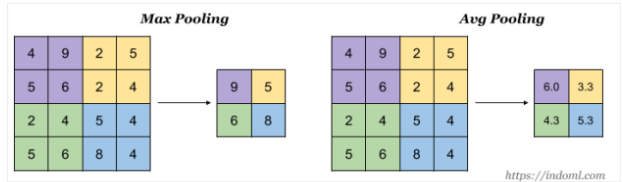 Max Pooling
Avg Pooling
4 9 2 5
5 6 2 4
2 4 5 4
5 6 8 4
9 5
6 8
4 9 2 5
5 6 2 4
2 4 5 4
5 6 8 4
6.0 3.3
4.3 5.3
https://indoml.com